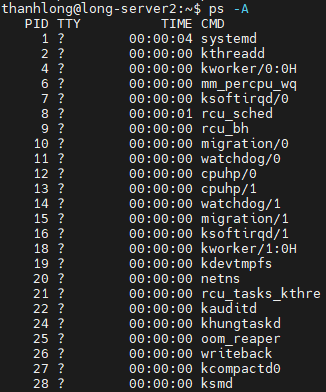 thanhlong@long-server2:~$ ps -A
PID TTY TIME CMD
1 ? 00:00:04 systemd
2 ? 00:00:00 kthreadd
4 ? 00:00:00 kworker/0:0H
6 ? 00:00:00 mm_percpu_wq
7 ? 00:00:00 ksoftirqd/0
8 ? 00:00:01 rcu_sched
9 ? 00:00:00 rcu_bh
10 ? 00:00:00 migration/0
11 ? 00:00:00 watchdog/0
12 ? 00:00:00 cpuhp/0
13 ? 00:00:00 cpuhp/1
14 ? 00:00:00 watchdog/1
15 ? 00:00:00 migration/1
16 ? 00:00:00 ksoftirqd/1
18 ? 00:00:00 kworker/1:0H
19 ? 00:00:00 kdevtmpfs
20 ? 00:00:00 netns
21 ? 00:00:00 rcu_tasks_kthre
22 ? 00:00:00 kauditd
24 ? 00:00:00 khungtaskd
25 ? 00:00:00 oom_reaper
26 ? 00:00:00 writeback
27 ? 00:00:00 kcompactd0
28 ? 00:00:00 ksmd